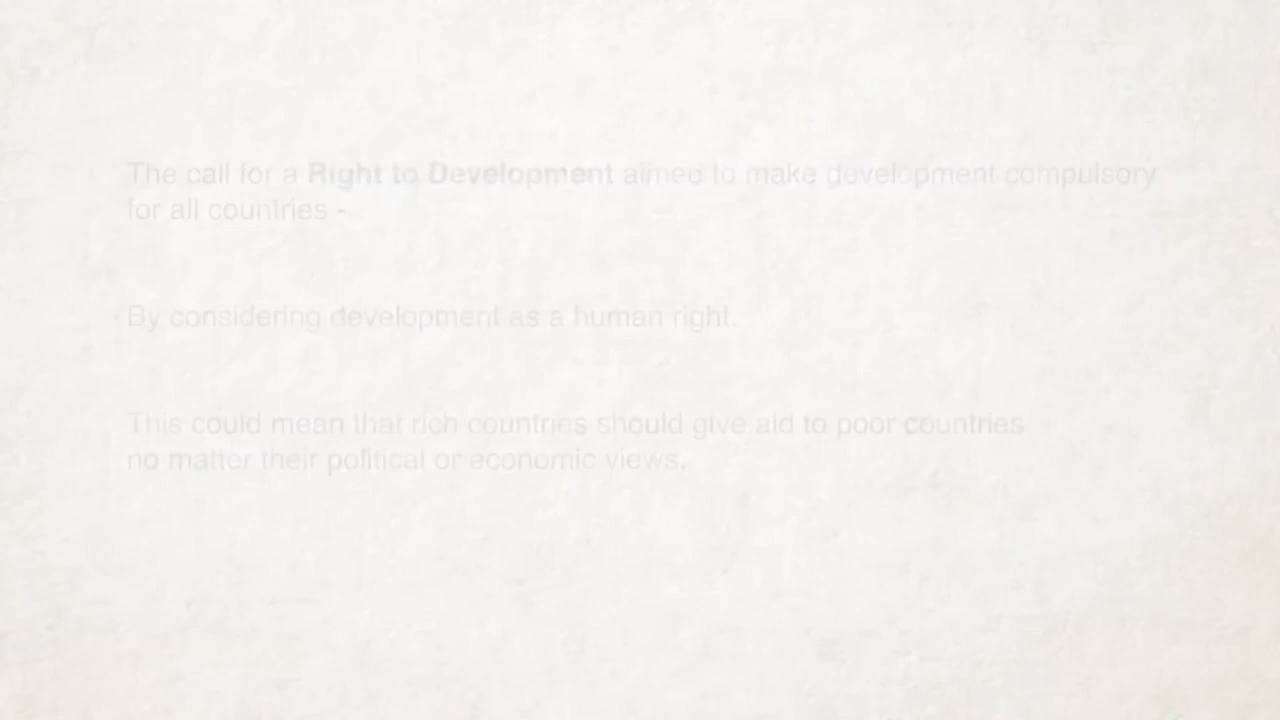 The call for a Right to Development aimed to make development compulsory
for all countries -
By considering development as a human right.
This could mean that rich countries should give aid to poor countries
no matter their political or economic views.